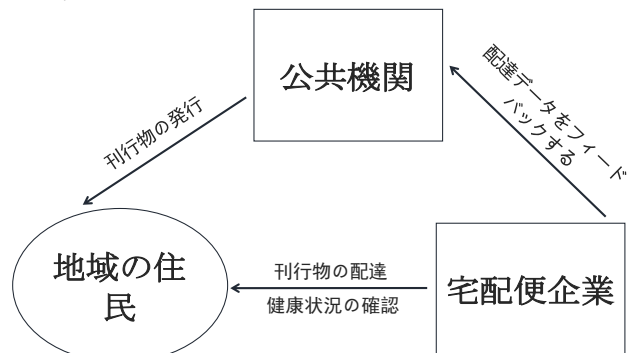 公共機関
配達データをフィード
バックする
刊行物の発行
地域の住
民
刊行物の配達
健康状況の確認
宅配便企業